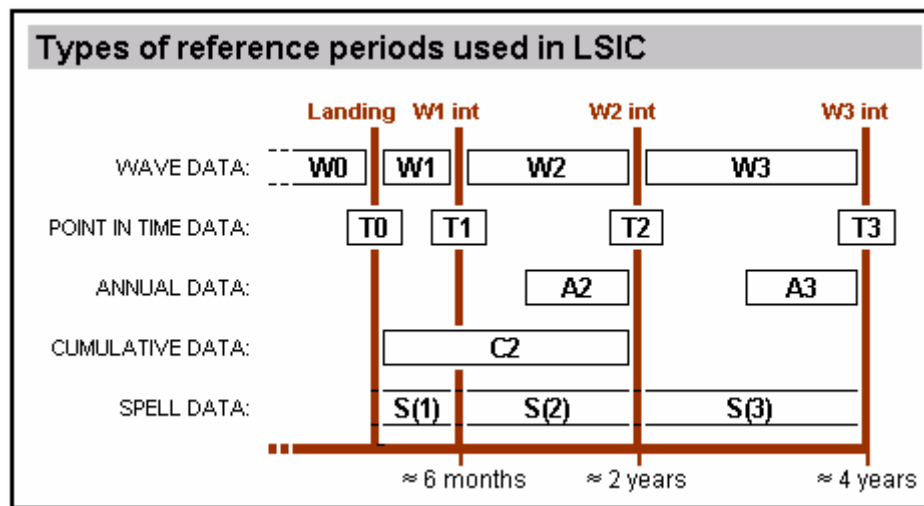 Types of reference periods used in LSIC
Landing W1 int W2 int W3 int
WAVE DATA: W0 W1 W2 W3
POINT IN TIME DATA: T0 T1 T2 T3
ANNUAL DATA: A2 A3
CUMULATIVE DATA: C2
SPELL DATA: S(1) S(2) S(3)
≈ 6 months ≈ 2 years ≈ 4 years